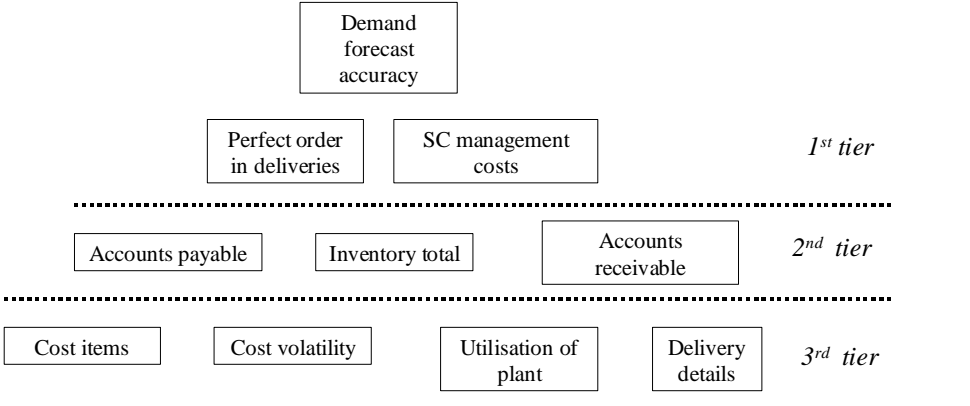 Demand
forecast
accuracy
Perfect order
in deliveries
SC management
costs
1st tier
Accounts payable
Inventory total
Accounts
receivable
2nd tier
Cost items
Cost volatility
Utilisation of
plant
Delivery
details
3rd tier